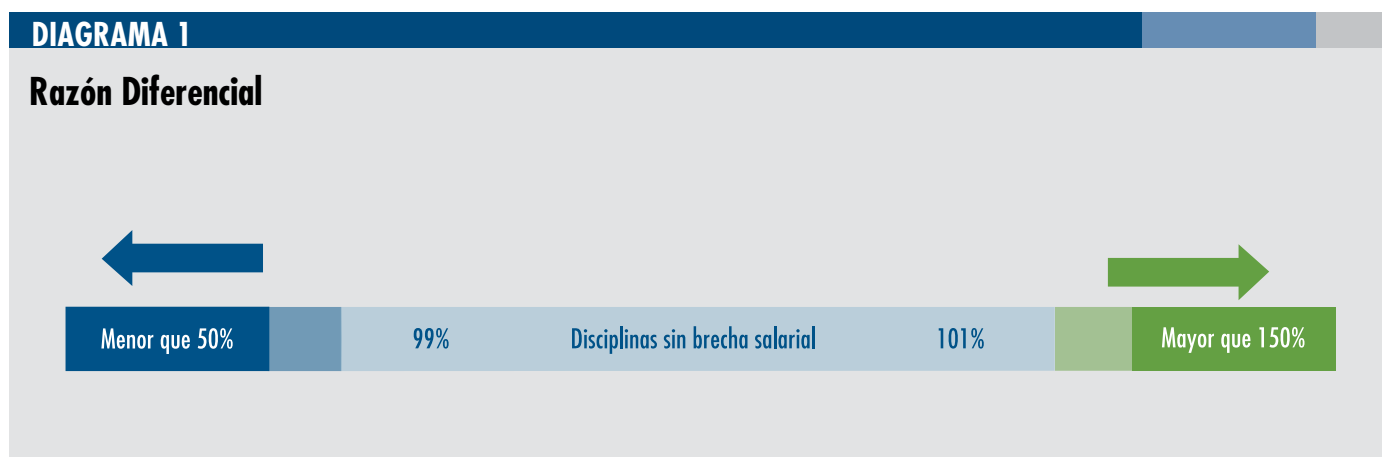 DIAGRAMA 1
Razón Diferencial
Menor que 50% 99% Disciplinas sin brecha salarial 101% Mayor que 150%